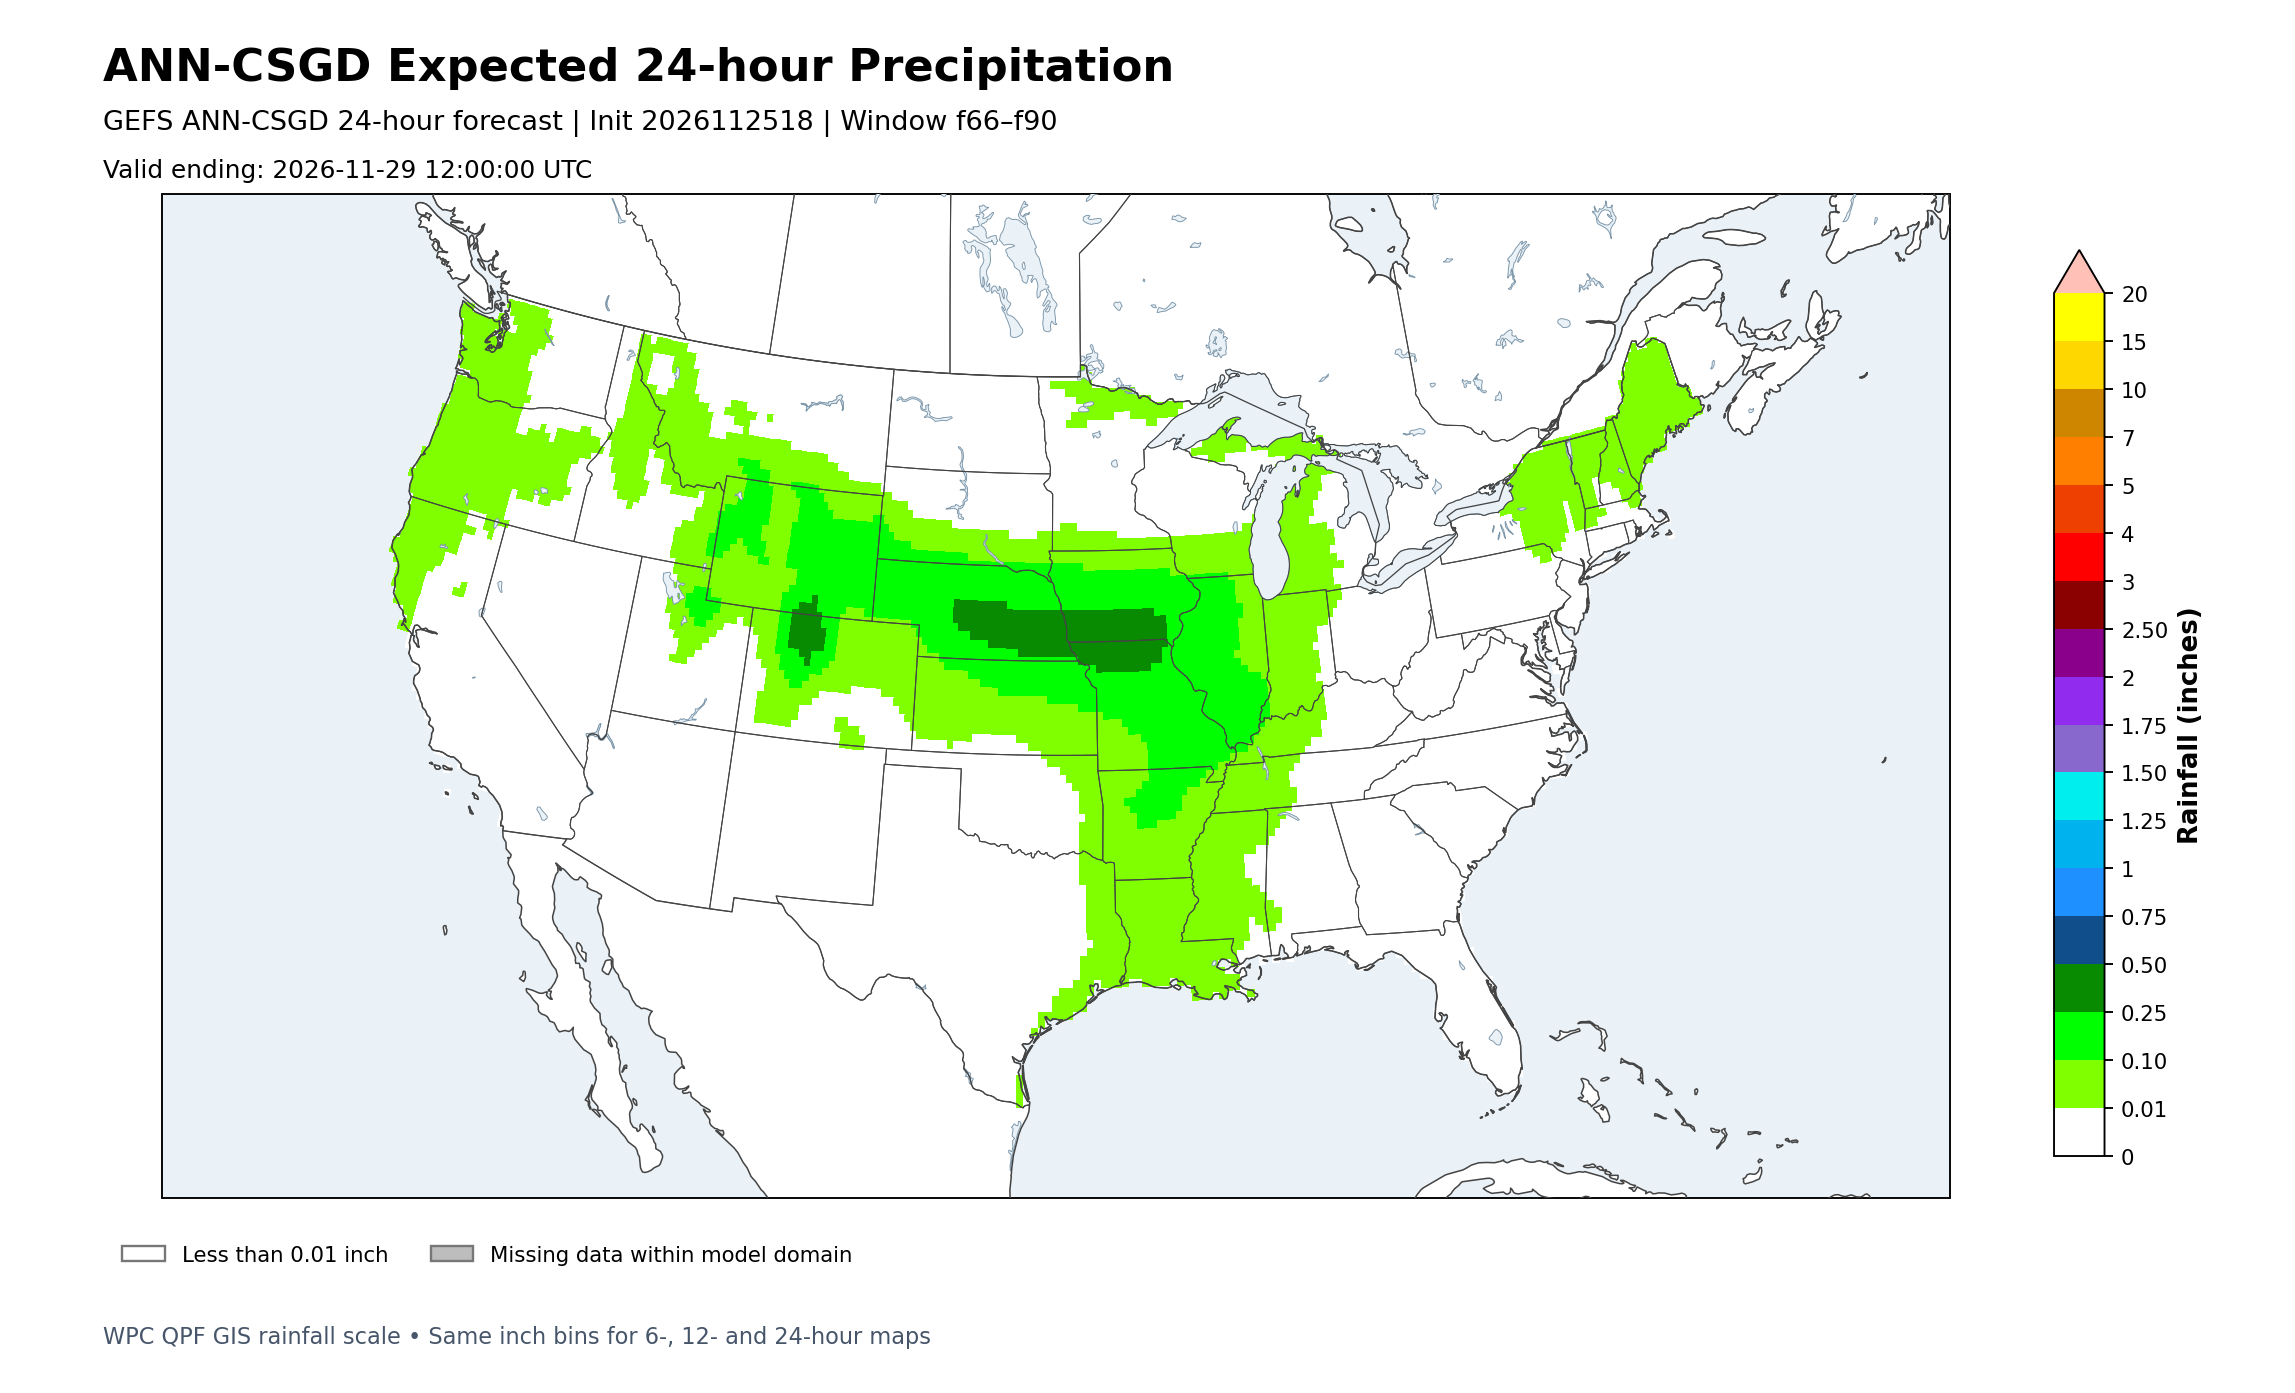 ANN-CSGD Expected 24-hour Precipitation
GEFS ANN-CSGD 24-hour forecast | Init 2026112518 | Window f66–f90
Valid ending: 2026-11-29 12:00:00 UTC
20
15
10
7
5
4
3
2.50
2
1.75
1.50
1.25
1
0.75
0.50
0.25
0.10
0.01
0
Rainfall (inches)
Less than 0.01 inch
Missing data within model domain
WPC QPF GIS rainfall scale • Same inch bins for 6-, 12- and 24-hour maps